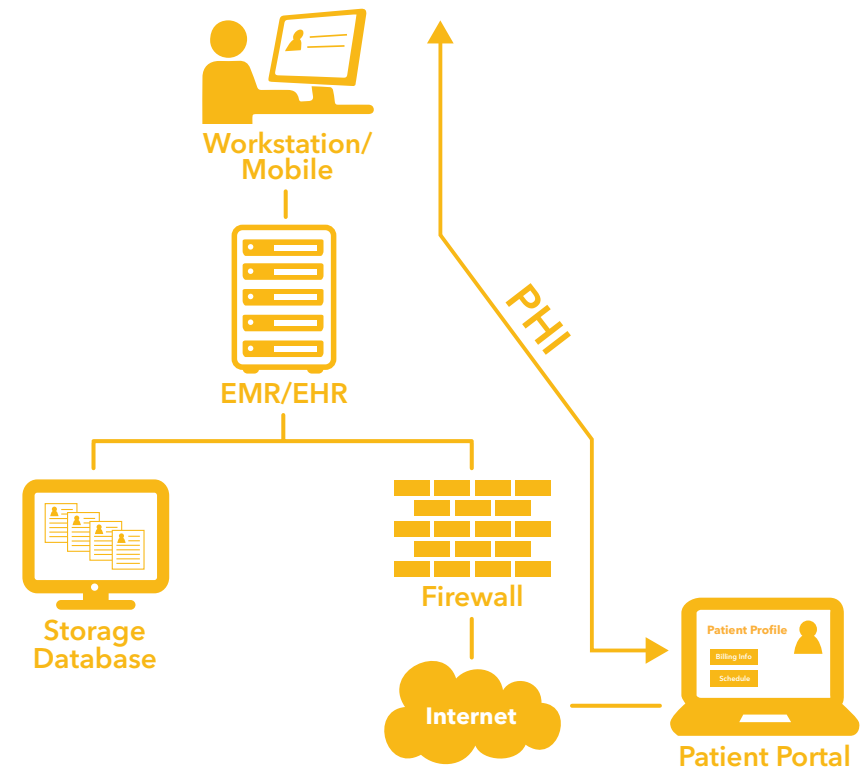 Workstation/
Mobile
PHI
EMR/EHR
Firewall
Storage
Database
Patient Profile
Billing Info
Schedule
Internet
Patient Portal